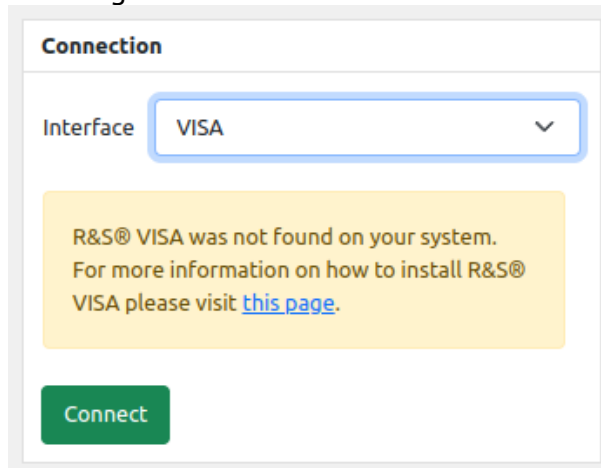 Connection
Interface
VISA
R&S® VISA was not found on your system.
For more information on how to install R&S®
VISA please visit this page.
Connect